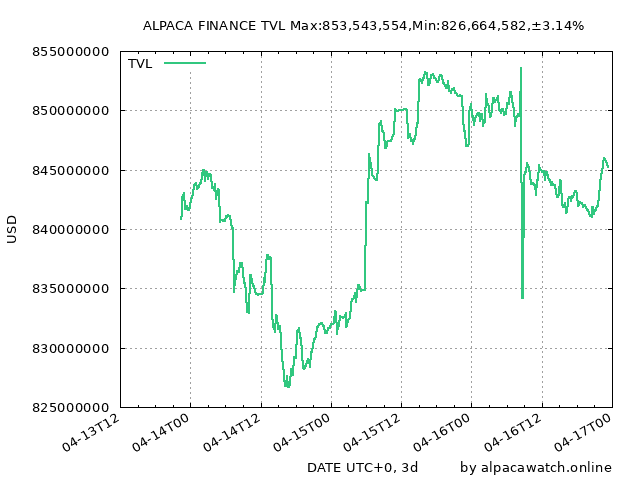 ALPACA FINANCE TVL Max:853,543,554,Min:826,664,582,±3.14%
855000000
TVL
850000000
845000000
840000000
USD
835000000
830000000
825000000
04-13T12
04-14T00
04-14T12
04-15T00
04-15T12
04-16T00
04-16T12
04-17T00
DATE UTC+0, 3d
by alpacawatch.online